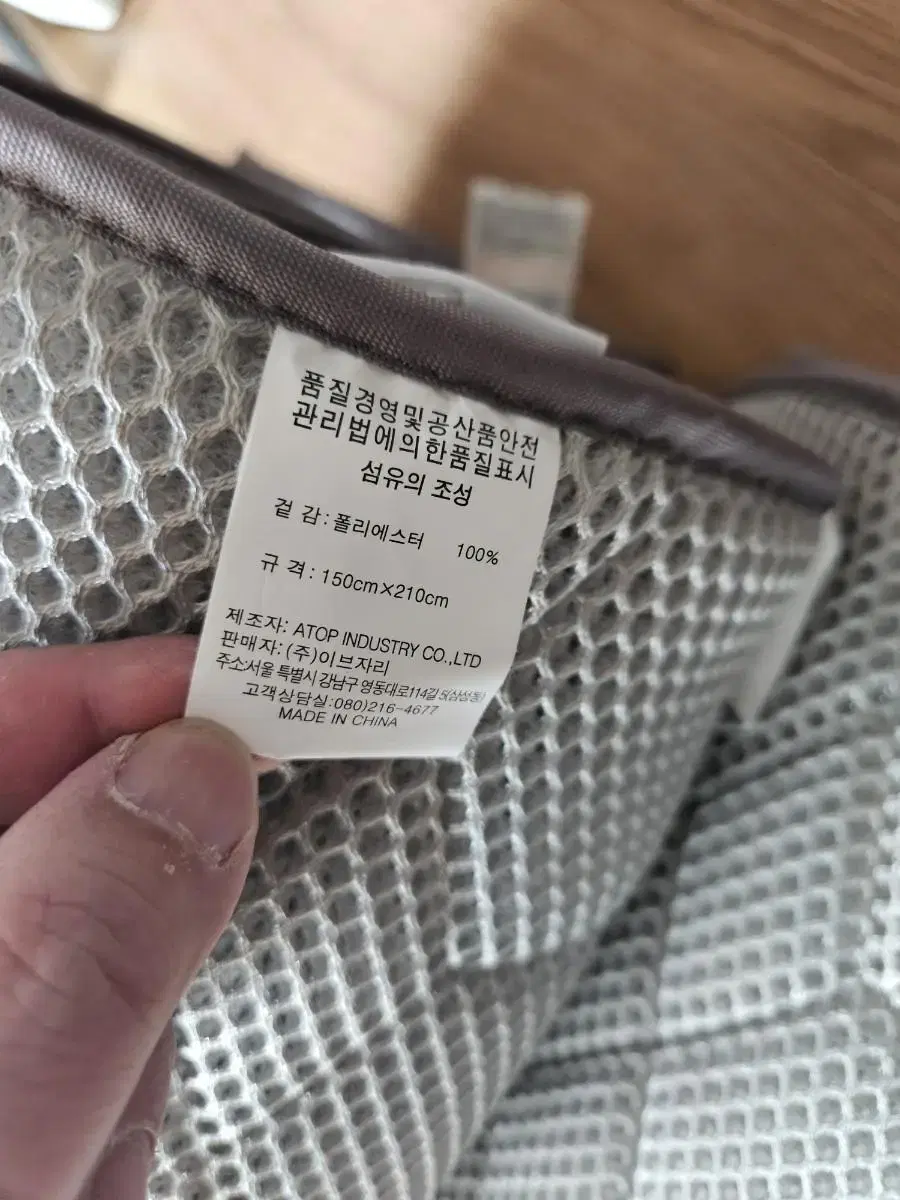 품질경영및공산품안전
관리법에의한품질표시
섬유의 조성
겉 감: 폴리에스터 100%
규 격: 150cm×210cm
제조자: ATOP INDUSTRY CO.,LTD
판매자: (주)이브자리
주소:서울 특별시 강남구 영동대로114길 5(삼성동)
고객상담실:080)216-4677
MADE IN CHINA